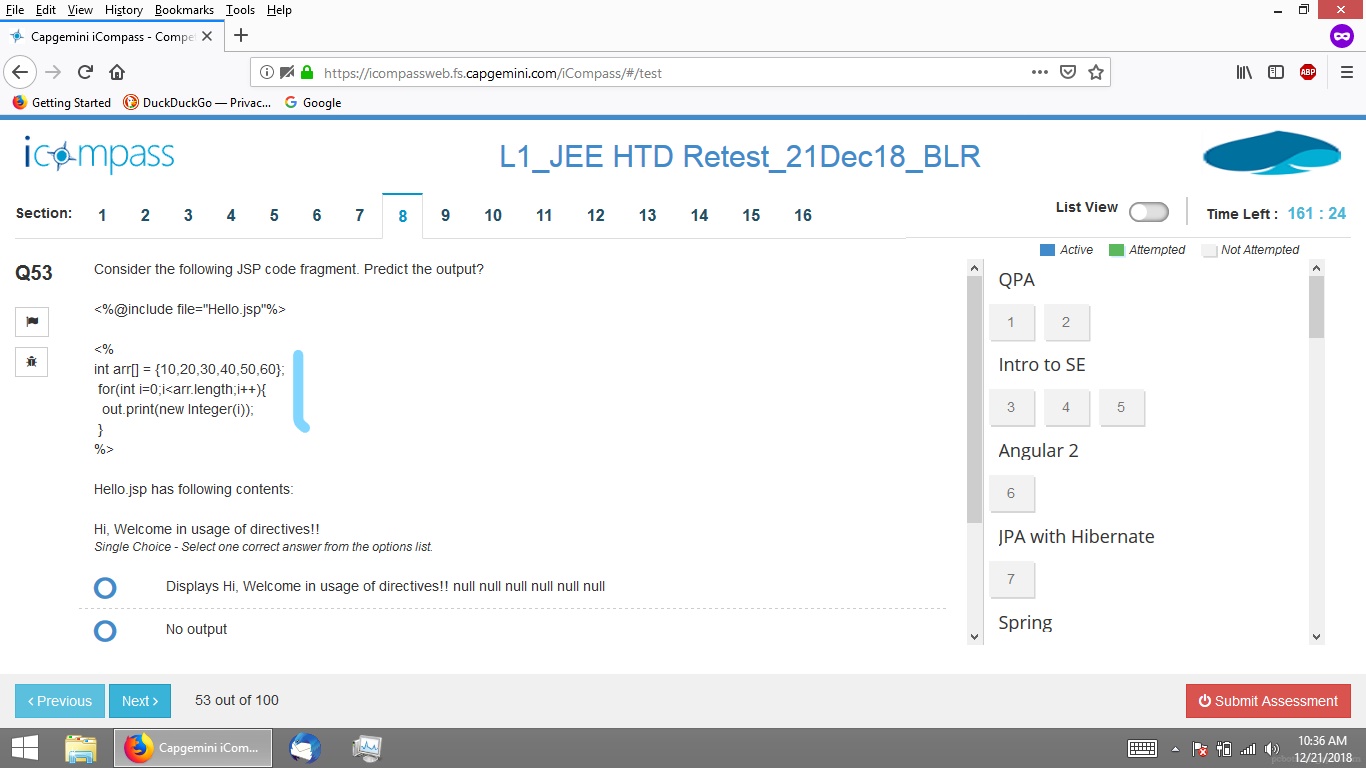 File Edit View History Bookmarks Tools Help
Capgemini iCompass - Compe
https://icompassweb.fs.capgemini.com/iCompass/#/test
ABP
Getting Started DuckDuckGo — Privac... Google
icompass
L1_JEE HTD Retest_21Dec18_BLR
Section: 1 2 3 4 5 6 7 8 9 10 11 12 13 14 15 16
List View
Time Left : 161 : 24
Active Attempted Not Attempted
Q53
Consider the following JSP code fragment. Predict the output?
<%@include file="Hello.jsp"%>
<%
int arr[] = {10,20,30,40,50,60};
for(int i=0;i<arr.length;i++){
out.print(new Integer(i));
}
%>
Hello.jsp has following contents:
Hi, Welcome in usage of directives!!
Single Choice - Select one correct answer from the options list.
Displays Hi, Welcome in usage of directives!! null null null null null null
No output
QPA
1 2
Intro to SE
3 4 5
Angular 2
6
JPA with Hibernate
7
Spring
‹ Previous
Next ›
53 out of 100
Submit Assessment
Capgemini iCom...
10:36 AM
12/21/2018